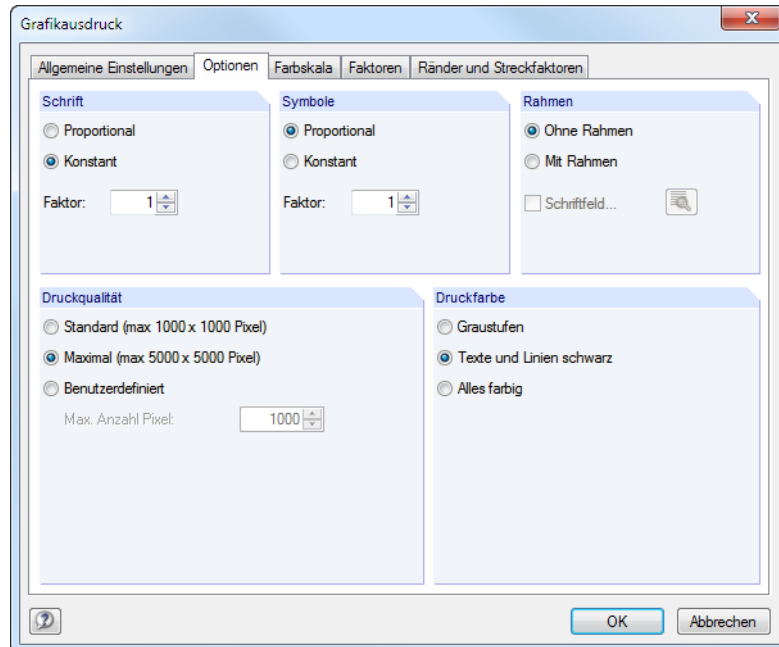 Grafikausdruck
Allgemeine Einstellungen Optionen Farbskala Faktoren Ränder und Streckfaktoren
Schrift
Proportional
Konstant
Faktor: 1
Symbole
Proportional
Konstant
Faktor: 1
Rahmen
Ohne Rahmen
Mit Rahmen
Schriftfeld...
Druckqualität
Standard (max 1000 x 1000 Pixel)
Maximal (max 5000 x 5000 Pixel)
Benutzerdefiniert
Max. Anzahl Pixel: 1000
Druckfarbe
Graustufen
Texte und Linien schwarz
Alles farbig
OK Abbrechen